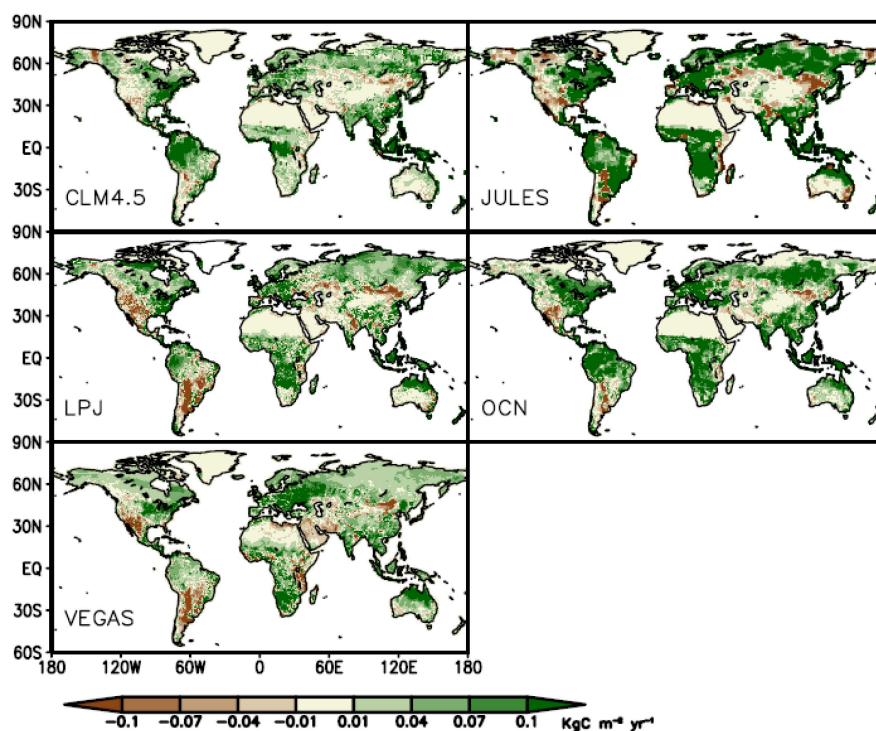 90N
60N
30N
EQ
30S
CLM4.5
JULES
90N
60N
30N
EQ
30S
LPJ
OCN
90N
60N
30N
EQ
30S
VEGAS
60S
180 120W 60W 0 60E 120E 180
-0.1 -0.07 -0.04 -0.01 0.01 0.04 0.07 0.1 KgC m⁻² yr⁻¹